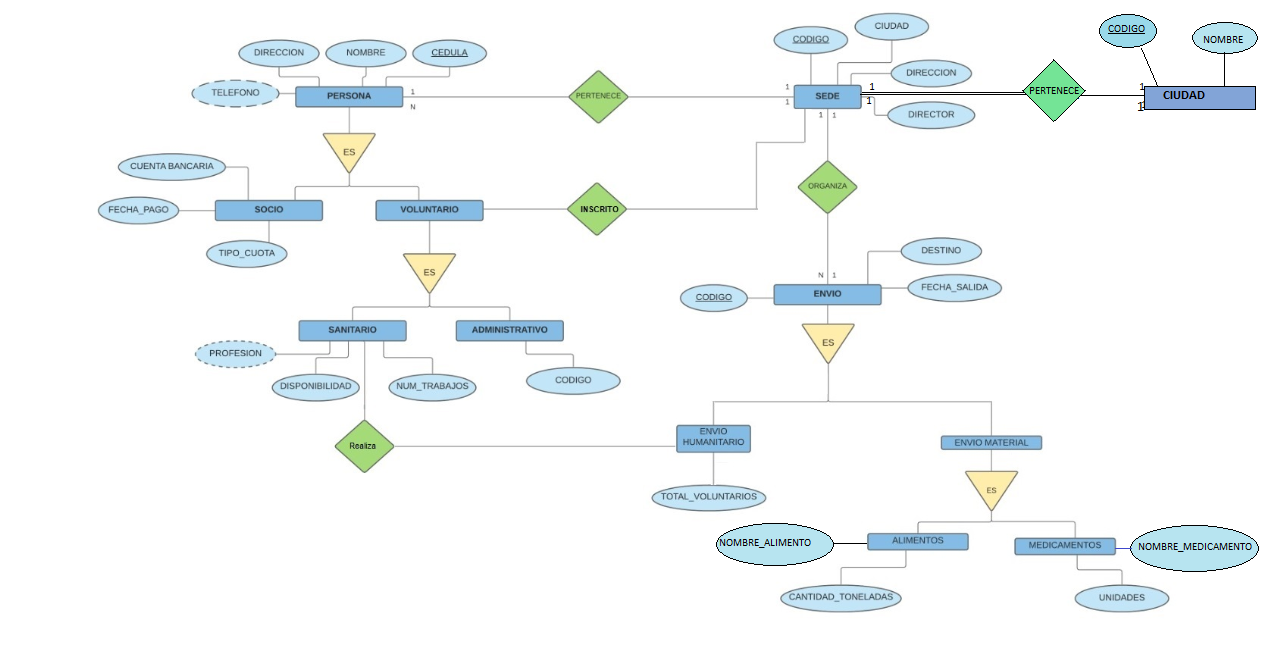 CIUDAD
CODIGO
CODIGO
NOMBRE
DIRECCION
NOMBRE
CEDULA
DIRECCION
TELEFONO
PERSONA
1
N
PERTENECE
1
1
SEDE
1
1
PERTENECE
1
1
CIUDAD
DIRECTOR
1
1
ES
CUENTA BANCARIA
ORGANIZA
FECHA_PAGO
SOCIO
VOLUNTARIO
INSCRITO
TIPO_CUOTA
DESTINO
ES
N
1
CODIGO
ENVIO
FECHA_SALIDA
SANITARIO
ADMINISTRATIVO
ES
PROFESION
DISPONIBILIDAD
NUM_TRABAJOS
CODIGO
Realiza
ENVIO
HUMANITARIO
ENVIO MATERIAL
TOTAL_VOLUNTARIOS
ES
NOMBRE_ALIMENTO
ALIMENTOS
MEDICAMENTOS
NOMBRE_MEDICAMENTO
CANTIDAD_TONELADAS
UNIDADES